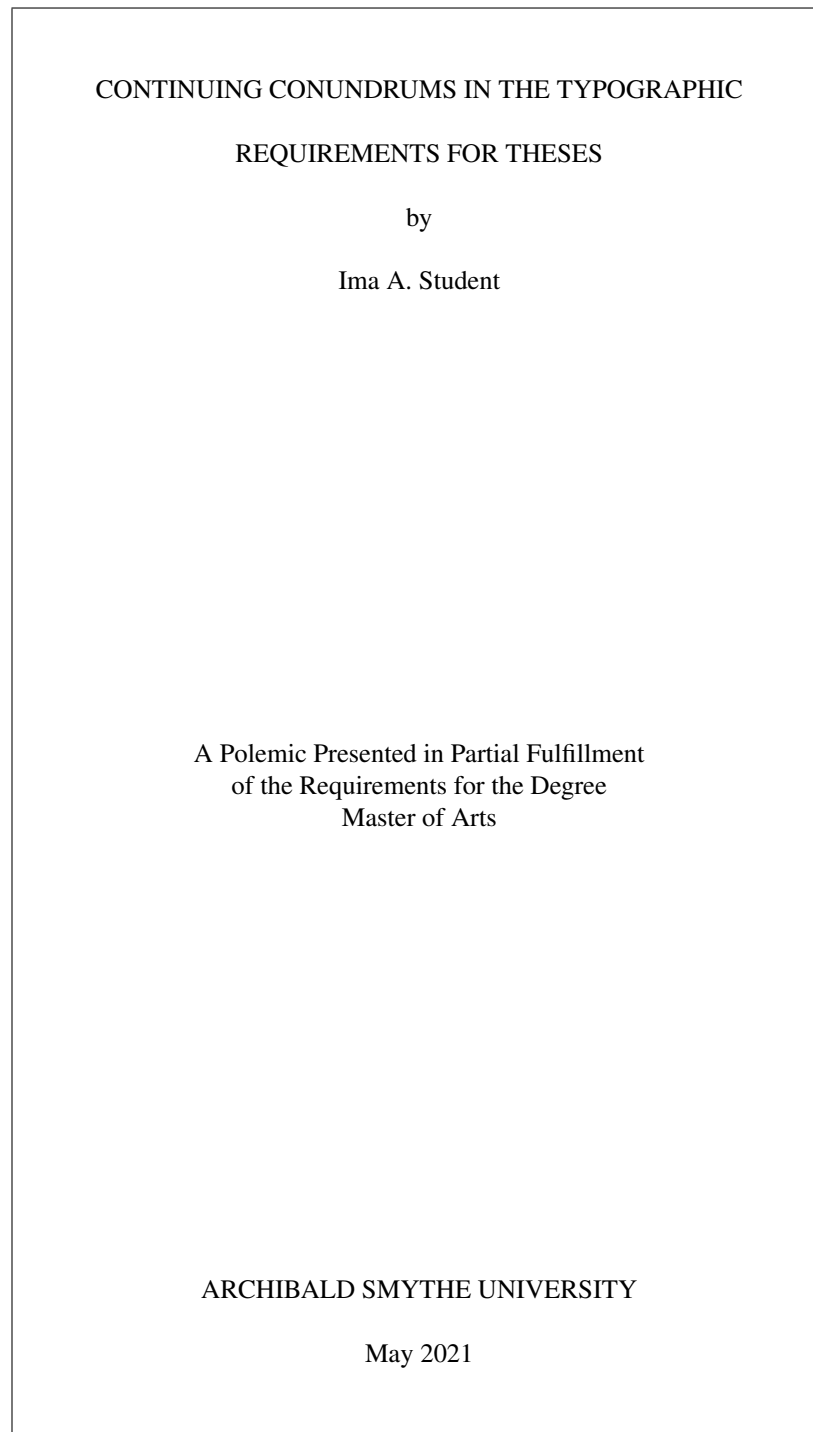 CONTINUING CONUNDRUMS IN THE TYPOGRAPHIC
REQUIREMENTS FOR THESES
by
Ima A. Student
A Polemic Presented in Partial Fulfillment
of the Requirements for the Degree
Master of Arts
ARCHIBALD SMYTHE UNIVERSITY
May 2021